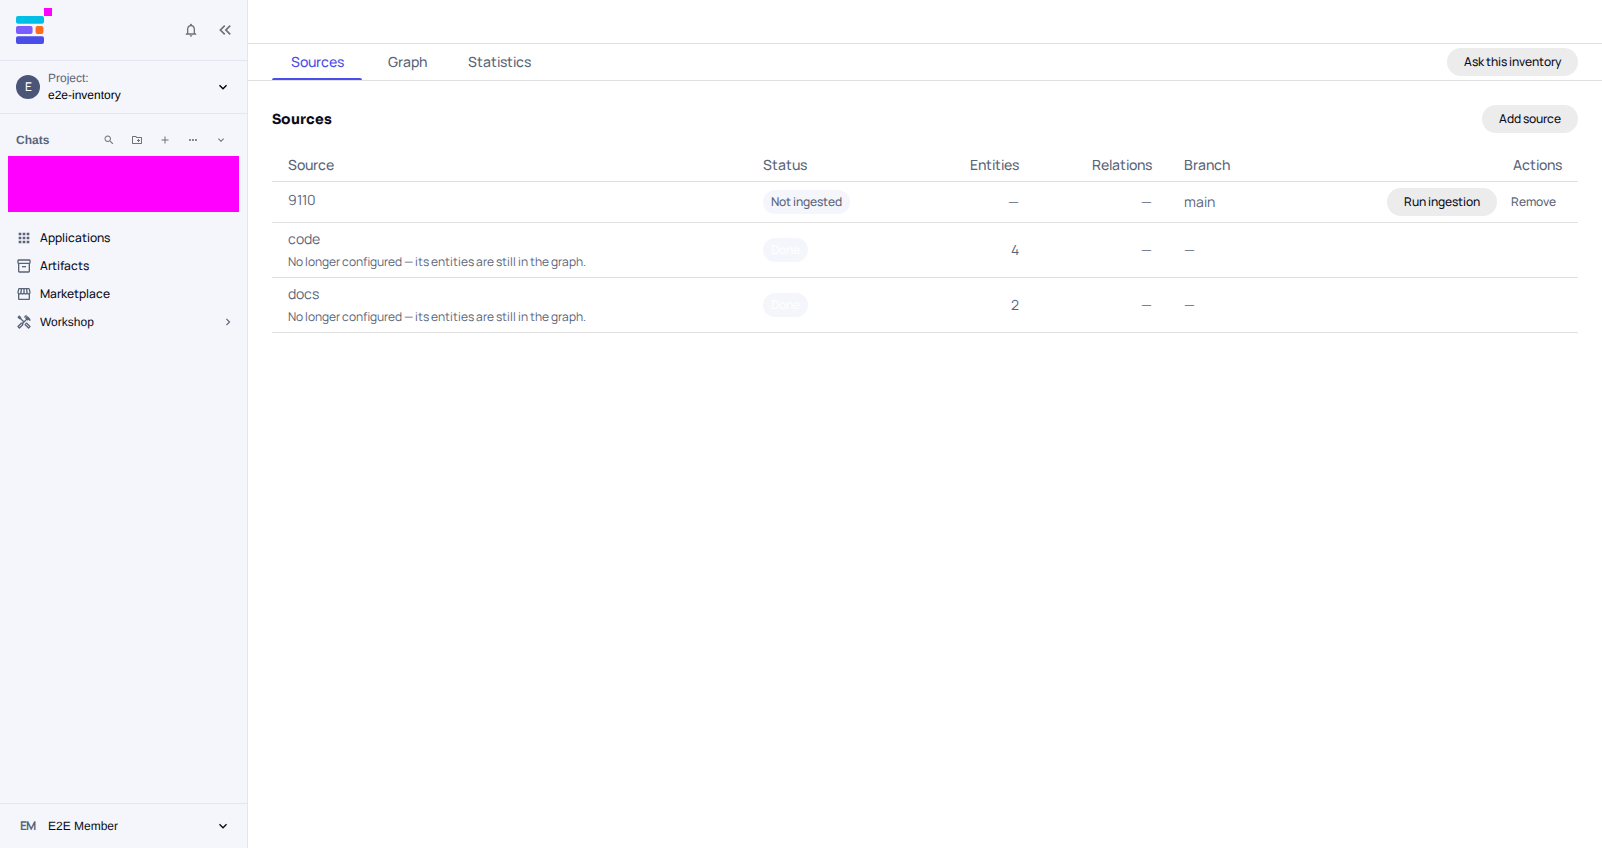 Project:
E
e2e-inventory
Chats
Applications
Artifacts
Marketplace
Workshop
EM
E2E Member
Sources
Graph
Statistics
Ask this inventory
Sources
Add source
Source
Status
Entities
Relations
Branch
Actions
9110
Not ingested
—
—
main
Run ingestion
Remove
code
No longer configured — its entities are still in the graph.
Done
4
—
—
docs
No longer configured — its entities are still in the graph.
Done
2
—
—